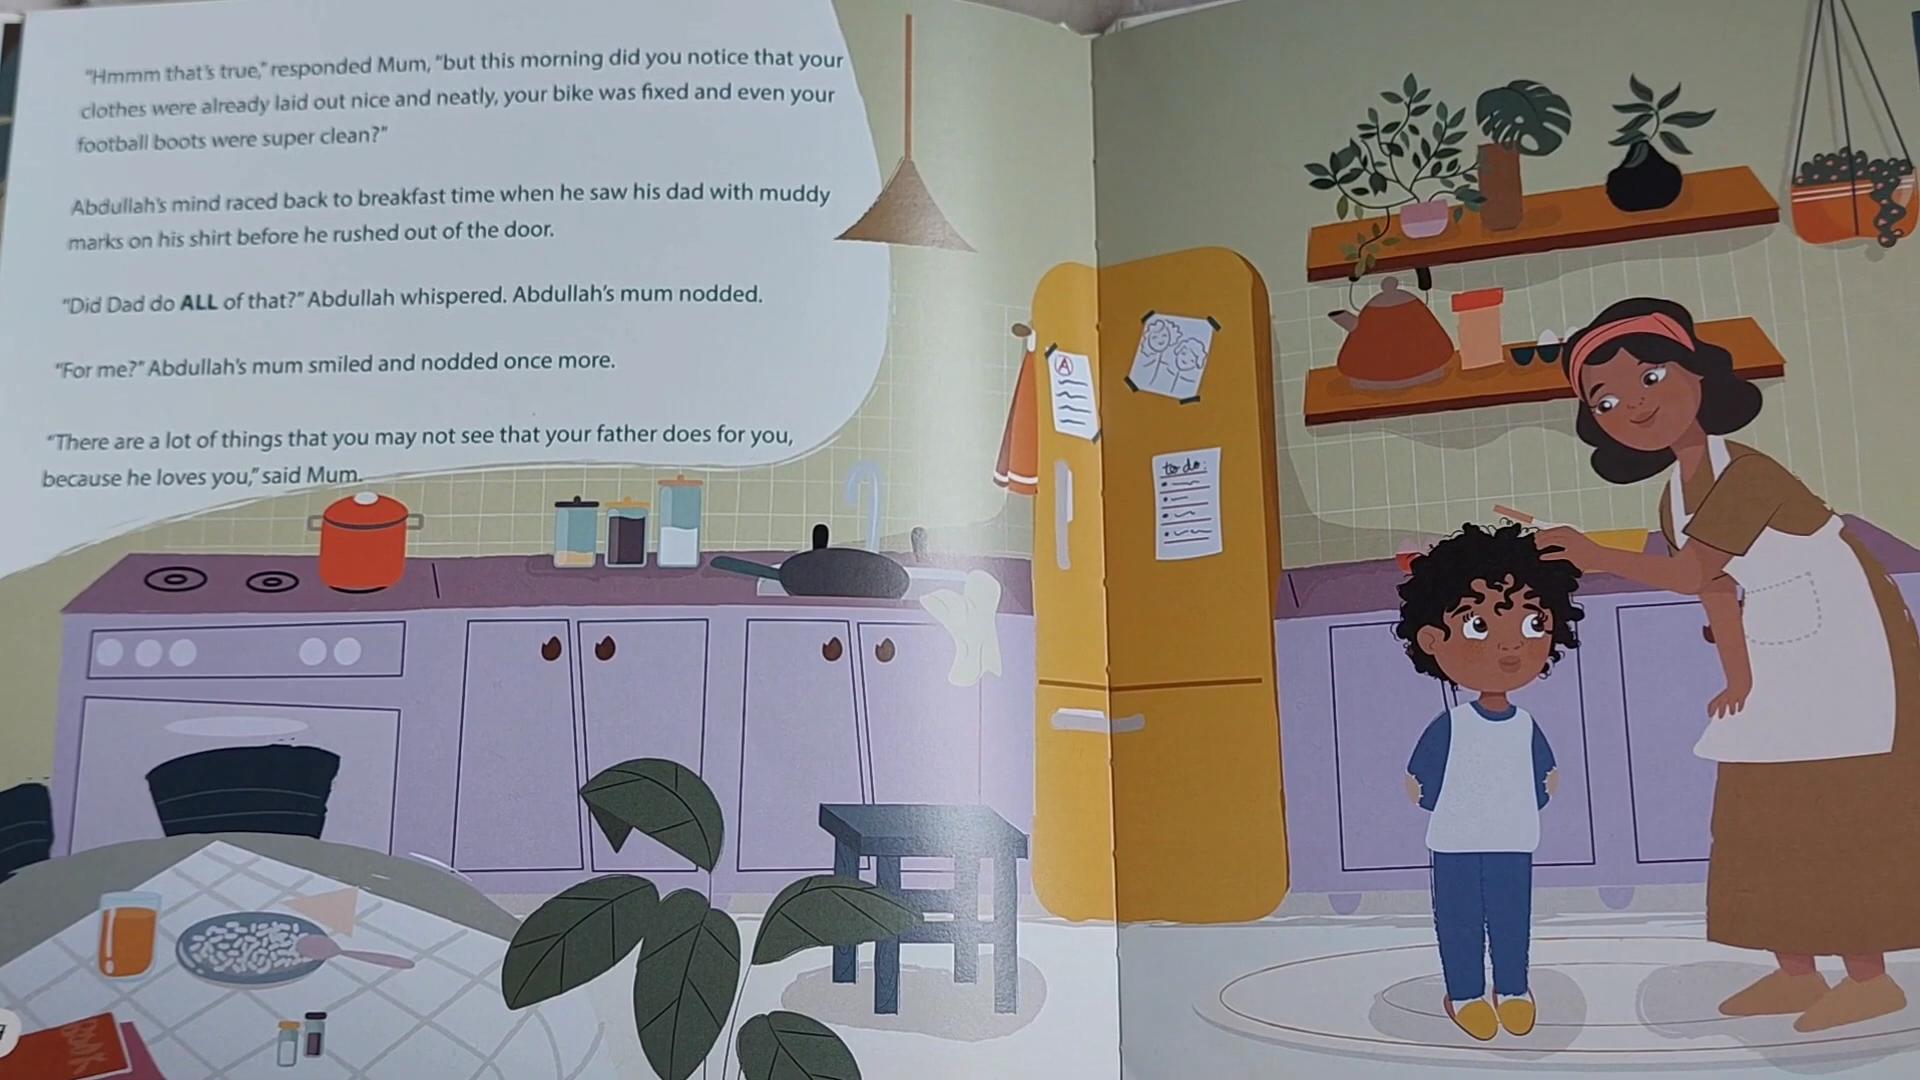 "Hmmm that's true," responded Mum, "but this morning did you notice that your
clothes were already laid out nice and neatly, your bike was fixed and even your
football boots were super clean?"
Abdullah's mind raced back to breakfast time when he saw his dad with muddy
marks on his shirt before he rushed out of the door.
"Did Dad do ALL of that?" Abdullah whispered. Abdullah's mum nodded.
"For me?" Abdullah's mum smiled and nodded once more.
"There are a lot of things that you may not see that your father does for you,
because he loves you," said Mum.
A
to do: